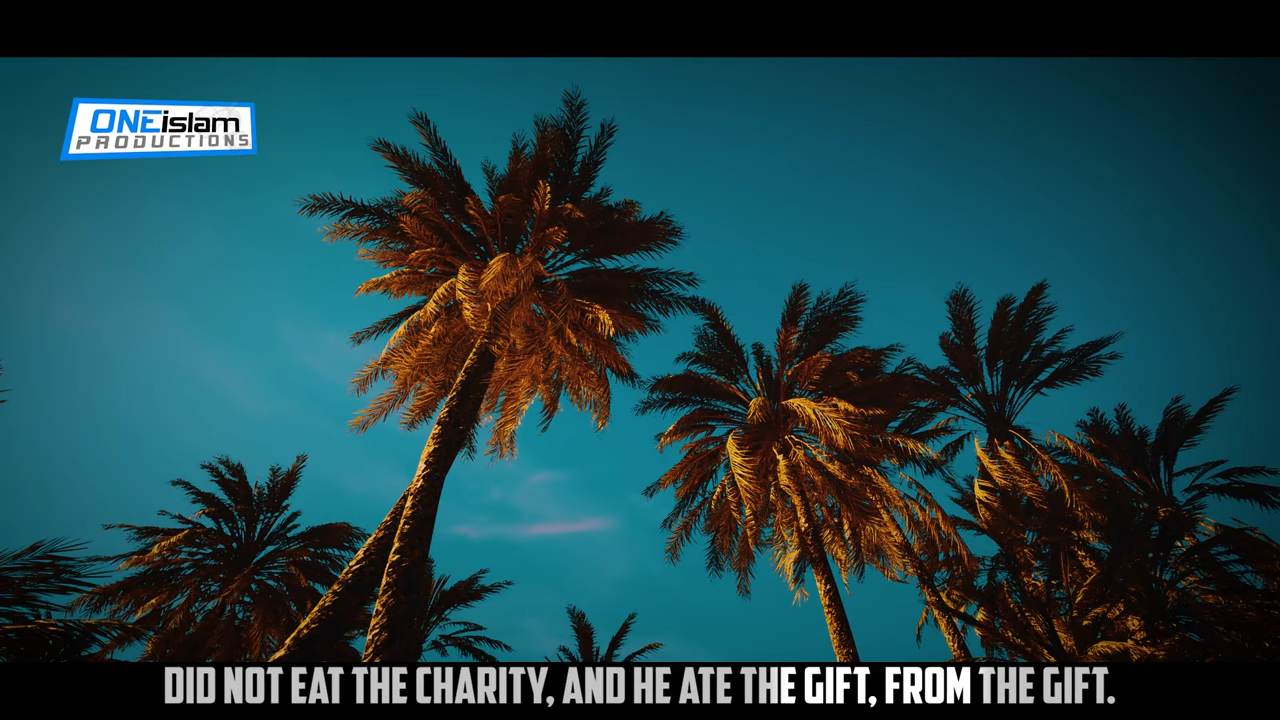 ONEislam
PRODUCTIONS
DID NOT EAT THE CHARITY, AND HE ATE THE GIFT, FROM THE GIFT.